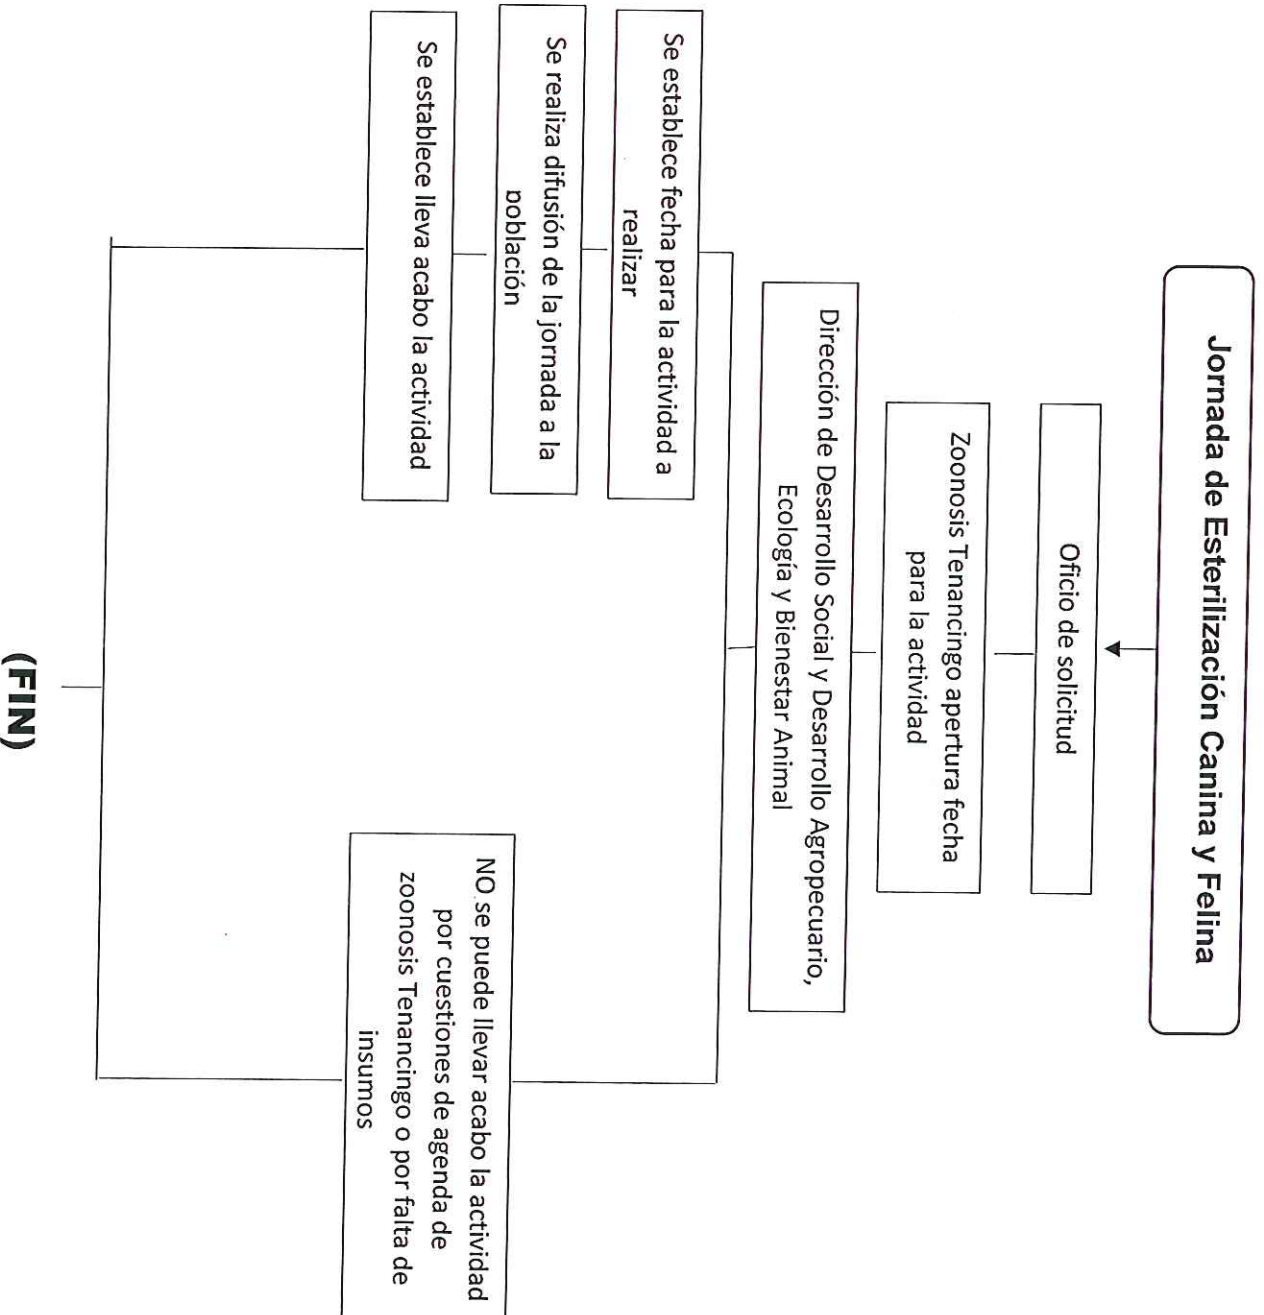 Jornada de Esterilización Canina y Felina
Oficio de solicitud
Zoonosis Tenancingo apertura fecha
para la actividad
Dirección de Desarrollo Social y Desarrollo Agropecuario,
Ecología y Bienestar Animal
Se establece fecha para la actividad a
realizar
Se realiza difusión de la jornada a la
población
Se establece lleva acabo la actividad
NO se puede llevar acabo la actividad
por cuestiones de agenda de
zoonosis Tenancingo o por falta de
insumos
(FIN)